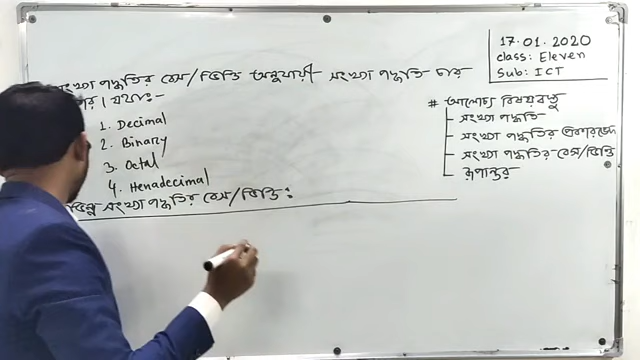 17.01.2020
class: Eleven
Sub: ICT
সংখ্যা পদ্ধতির বেস/ভিত্তি অনুযায়ী সংখ্যা পদ্ধতি চার
যথাঃ-
1. Decimal
2. Binary
3. Octal
4. Hexadecimal
সংখ্যা পদ্ধতির বেস/ভিত্তি:
# আলোচ্য বিষয়বস্তু
সংখ্যা পদ্ধতি
সংখ্যা পদ্ধতির প্রকারভেদ
সংখ্যা পদ্ধতির বেস/ভিত্তি
রূপান্তর